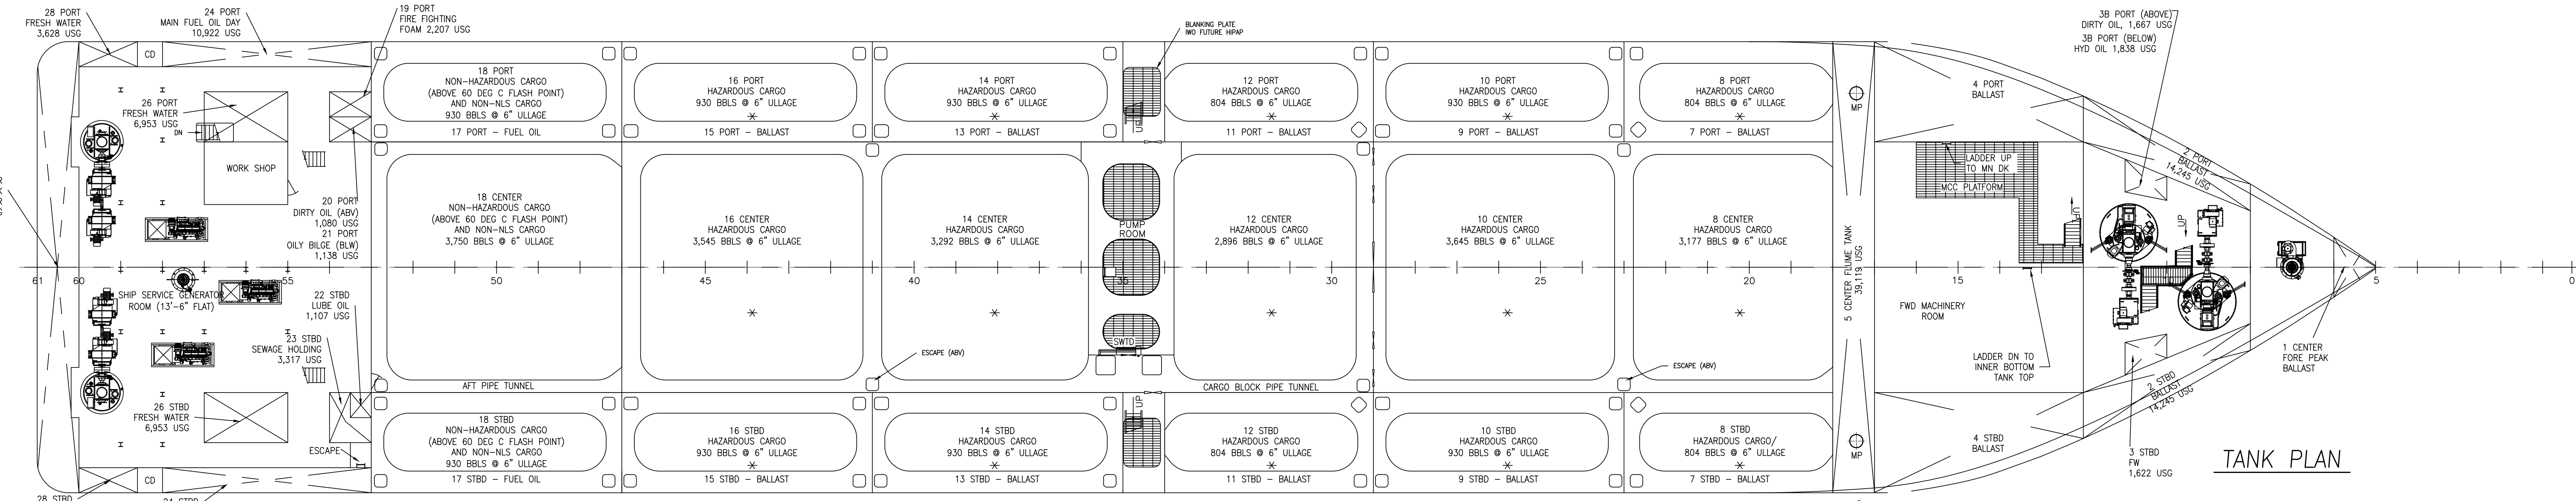 28 PORT
FRESH WATER
3,628 USG
24 PORT
MAIN FUEL OIL DAY
10,922 USG
19 PORT
FIRE FIGHTING
FOAM 2,207 USG
BLANKING PLATE
IWO FUTURE HIPAP
3B PORT (ABOVE)
DIRTY OIL, 1,667 USG
3B PORT (BELOW)
HYD OIL 1,838 USG
CD
18 PORT
NON-HAZARDOUS CARGO
(ABOVE 60 DEG C FLASH POINT)
AND NON-NLS CARGO
930 BBLS @ 6" ULLAGE
17 PORT - FUEL OIL
16 PORT
HAZARDOUS CARGO
930 BBLS @ 6" ULLAGE
15 PORT - BALLAST
14 PORT
HAZARDOUS CARGO
930 BBLS @ 6" ULLAGE
13 PORT - BALLAST
UP
12 PORT
HAZARDOUS CARGO
804 BBLS @ 6" ULLAGE
11 PORT - BALLAST
10 PORT
HAZARDOUS CARGO
930 BBLS @ 6" ULLAGE
9 PORT - BALLAST
8 PORT
HAZARDOUS CARGO
804 BBLS @ 6" ULLAGE
7 PORT - BALLAST
MP
4 PORT
BALLAST
2 PORT
BALLAST
14,245 USG
26 PORT
FRESH WATER
6,953 USG
DN
WORK SHOP
20 PORT
DIRTY OIL (ABV)
1,080 USG
21 PORT
OILY BILGE (BLW)
1,138 USG
18 CENTER
NON-HAZARDOUS CARGO
(ABOVE 60 DEG C FLASH POINT)
AND NON-NLS CARGO
3,750 BBLS @ 6" ULLAGE
16 CENTER
HAZARDOUS CARGO
3,545 BBLS @ 6" ULLAGE
14 CENTER
HAZARDOUS CARGO
3,292 BBLS @ 6" ULLAGE
PUMP
ROOM
12 CENTER
HAZARDOUS CARGO
2,896 BBLS @ 6" ULLAGE
10 CENTER
HAZARDOUS CARGO
3,645 BBLS @ 6" ULLAGE
8 CENTER
HAZARDOUS CARGO
3,177 BBLS @ 6" ULLAGE
5 CENTER FLUME TANK
39,119 USG
LADDER UP
TO MN DK
MCC PLATFORM
UP
UP
61
60
55
50
45
40
35
30
25
20
15
5
0
SHIP SERVICE GENERATOR
ROOM (13'-6" FLAT)
22 STBD
LUBE OIL
1,107 USG
23 STBD
SEWAGE HOLDING
3,317 USG
SWTD
ESCAPE (ABV)
ESCAPE (ABV)
FWD MACHINERY
ROOM
LADDER DN TO
INNER BOTTOM
TANK TOP
1 CENTER
FORE PEAK
BALLAST
AFT PIPE TUNNEL
CARGO BLOCK PIPE TUNNEL
26 STBD
FRESH WATER
6,953 USG
ESCAPE
CD
18 STBD
NON-HAZARDOUS CARGO
(ABOVE 60 DEG C FLASH POINT)
AND NON-NLS CARGO
930 BBLS @ 6" ULLAGE
17 STBD - FUEL OIL
16 STBD
HAZARDOUS CARGO
930 BBLS @ 6" ULLAGE
15 STBD - BALLAST
14 STBD
HAZARDOUS CARGO
930 BBLS @ 6" ULLAGE
13 STBD - BALLAST
UP
12 STBD
HAZARDOUS CARGO
804 BBLS @ 6" ULLAGE
11 STBD - BALLAST
10 STBD
HAZARDOUS CARGO
930 BBLS @ 6" ULLAGE
9 STBD - BALLAST
8 STBD
HAZARDOUS CARGO/
804 BBLS @ 6" ULLAGE
7 STBD - BALLAST
MP
4 STBD
BALLAST
2 STBD
BALLAST
14,245 USG
3 STBD
FW
1,622 USG
TANK PLAN
28 STBD
24 STBD